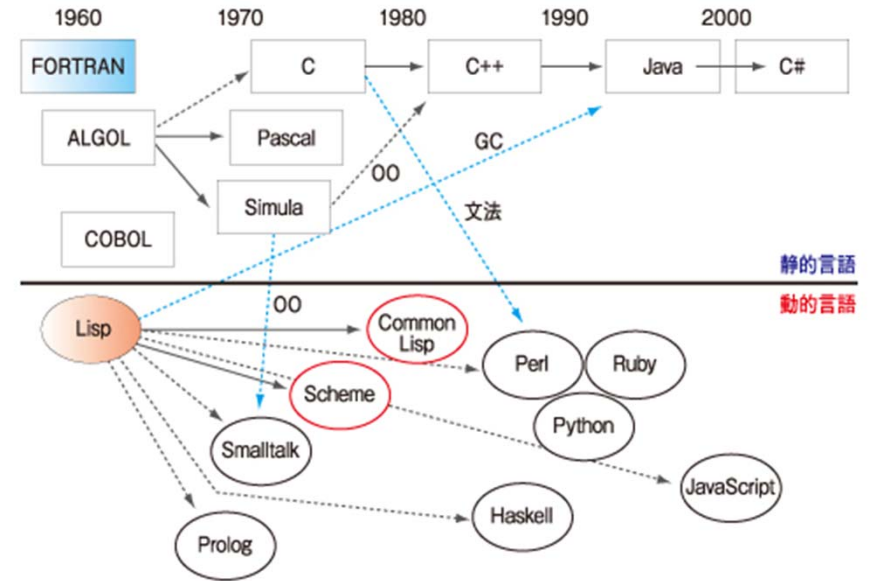 1960 1970 1980 1990 2000
FORTRAN C C++ Java C#
ALGOL Pascal GC
OO
Simula 文法
COBOL
静的言語
動的言語
OO
Lisp Common
Lisp
Perl Ruby
Scheme
Python
Smalltalk
JavaScript
Haskell
Prolog